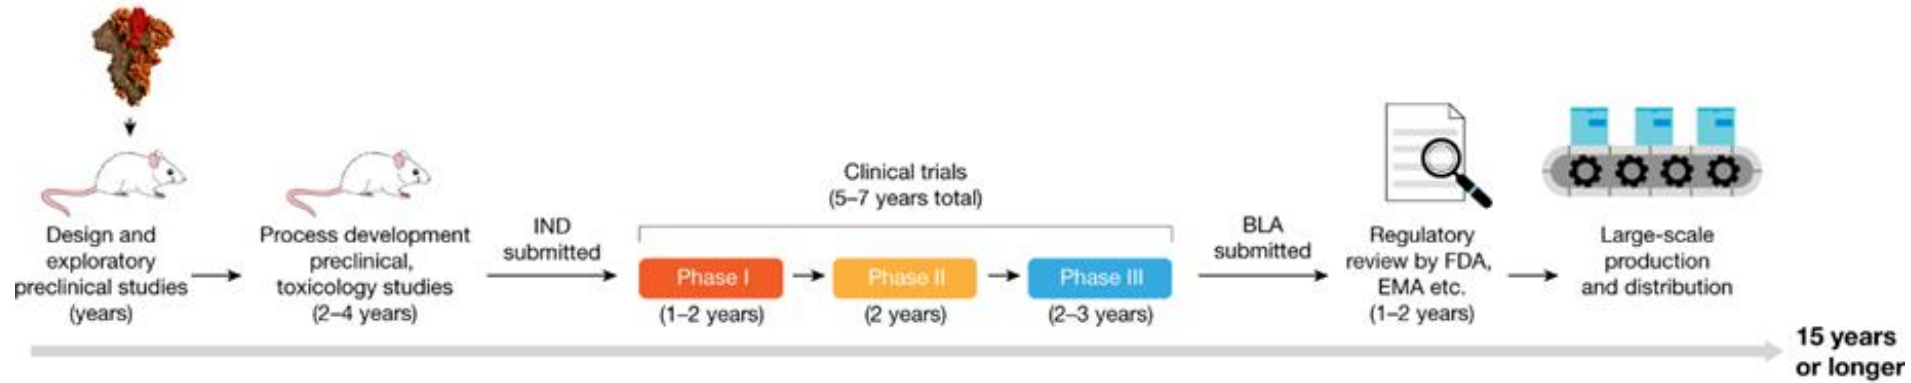 Design and
exploratory
preclinical studies
(years)
Process development
preclinical,
toxicology studies
(2–4 years)
IND
submitted
Clinical trials
(5–7 years total)
Phase I
(1–2 years)
Phase II
(2 years)
Phase III
(2–3 years)
BLA
submitted
Regulatory
review by FDA,
EMA etc.
(1–2 years)
Large-scale
production
and distribution
15 years
or longer